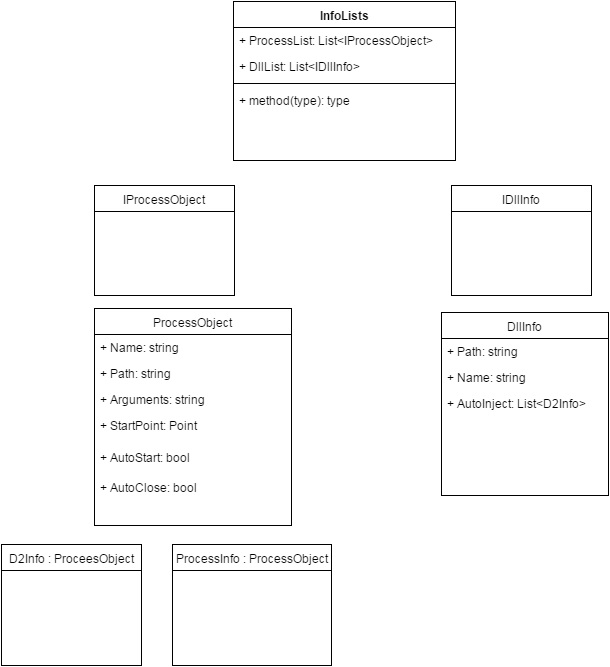 InfoLists
+ ProcessList: List<IProcessObject>
+ DllList: List<IDllInfo>
+ method(type): type
IProcessObject
IDllInfo
ProcessObject
+ Name: string
+ Path: string
+ Arguments: string
+ StartPoint: Point
+ AutoStart: bool
+ AutoClose: bool
DllInfo
+ Path: string
+ Name: string
+ AutoInject: List<D2Info>
D2Info : ProceesObject
ProcessInfo : ProcessObject